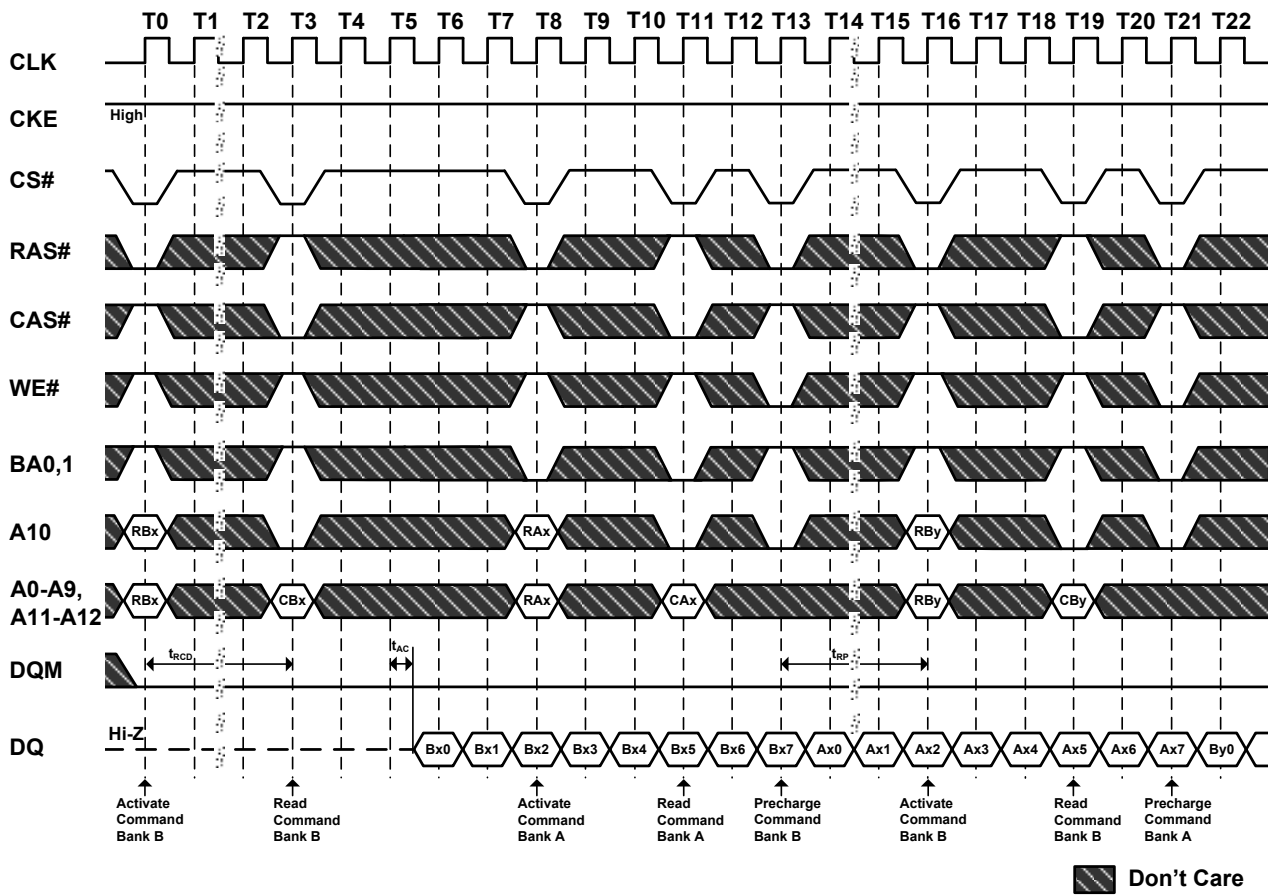 T0 T1 T2 T3 T4 T5 T6 T7 T8 T9 T10 T11 T12 T13 T14 T15 T16 T17 T18 T19 T20 T21 T22
CLK
CKE High
CS#
RAS#
CAS#
WE#
BA0,1
A10 RBx RAx RBy
A0-A9,
A11-A12 RBx CBx RAx CAx RBy CBy
DQM tRCD tAC tRP
DQ Hi-Z Bx0 Bx1 Bx2 Bx3 Bx4 Bx5 Bx6 Bx7 Ax0 Ax1 Ax2 Ax3 Ax4 Ax5 Ax6 Ax7 By0
Activate
Command
Bank B
Read
Command
Bank B
Activate
Command
Bank A
Read
Command
Bank A
Precharge
Command
Bank B
Activate
Command
Bank B
Read
Command
Bank B
Precharge
Command
Bank A
Don't Care